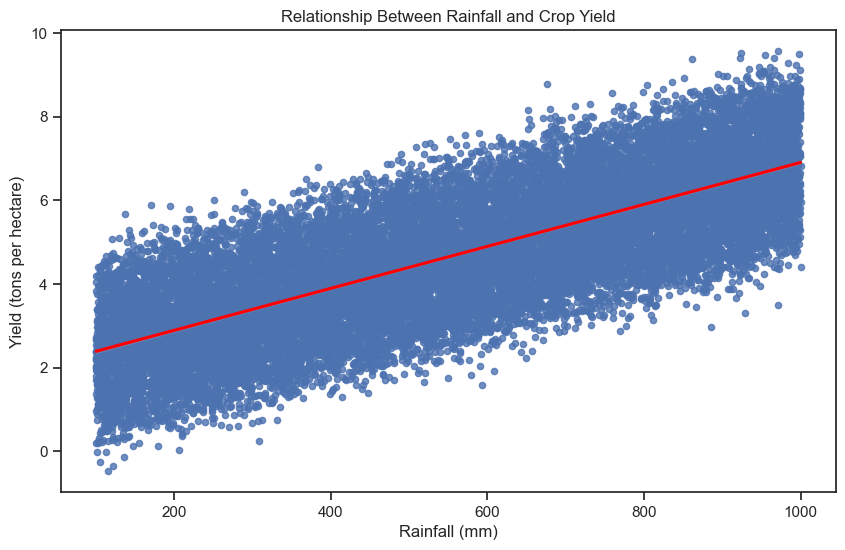 Relationship Between Rainfall and Crop Yield
10
8
6
4
2
0
Yield (tons per hectare)
200 400 600 800 1000
Rainfall (mm)